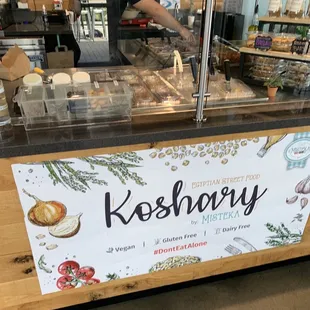 EGYPTIAN STREET FOOD
Koshary
by MISTEKA
Vegan | Gluten Free | Dairy Free
#DontEatAlone